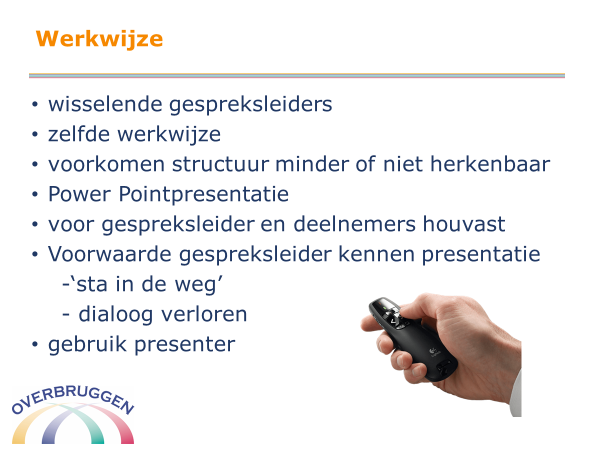 Werkwijze
• wisselende gespreksleiders
• zelfde werkwijze
• voorkomen structuur minder of niet herkenbaar
• Power Pointpresentatie
• voor gespreksleider en deelnemers houvast
• Voorwaarde gespreksleider kennen presentatie
-‘sta in de weg’
- dialoog verloren
• gebruik presenter
OVERBRUGGEN